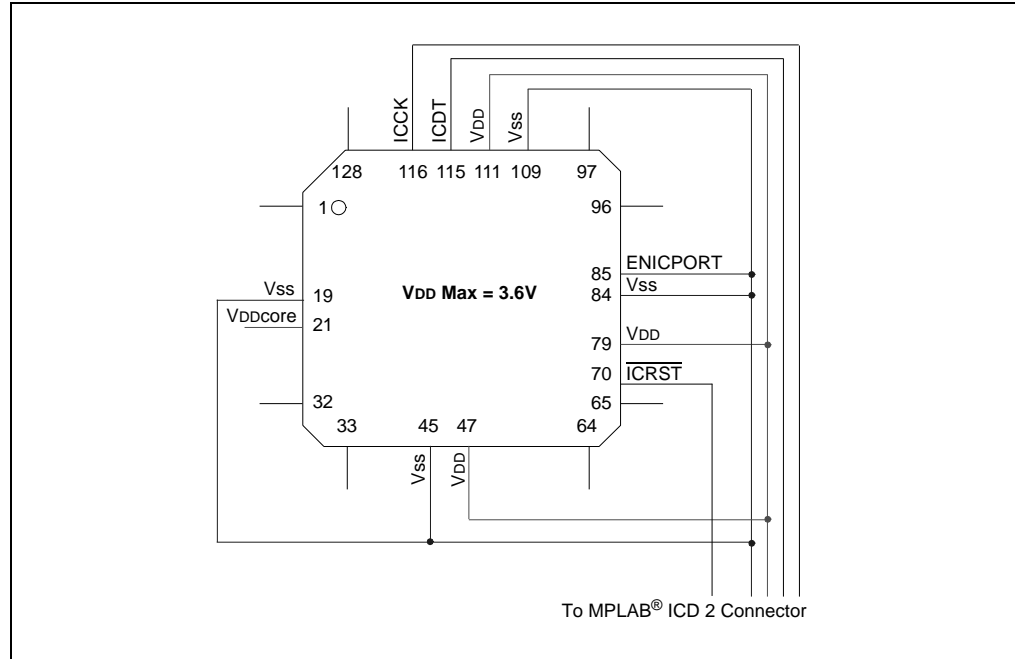 ICCK
ICDT
VDD
Vss
128
116
115
111
109
97
1
96
85
ENICPORT
Vss
19
VDD Max = 3.6V
84
Vss
VDDcore
21
79
VDD
70
ICRST
32
65
33
45
47
64
Vss
VDD
To MPLAB® ICD 2 Connector